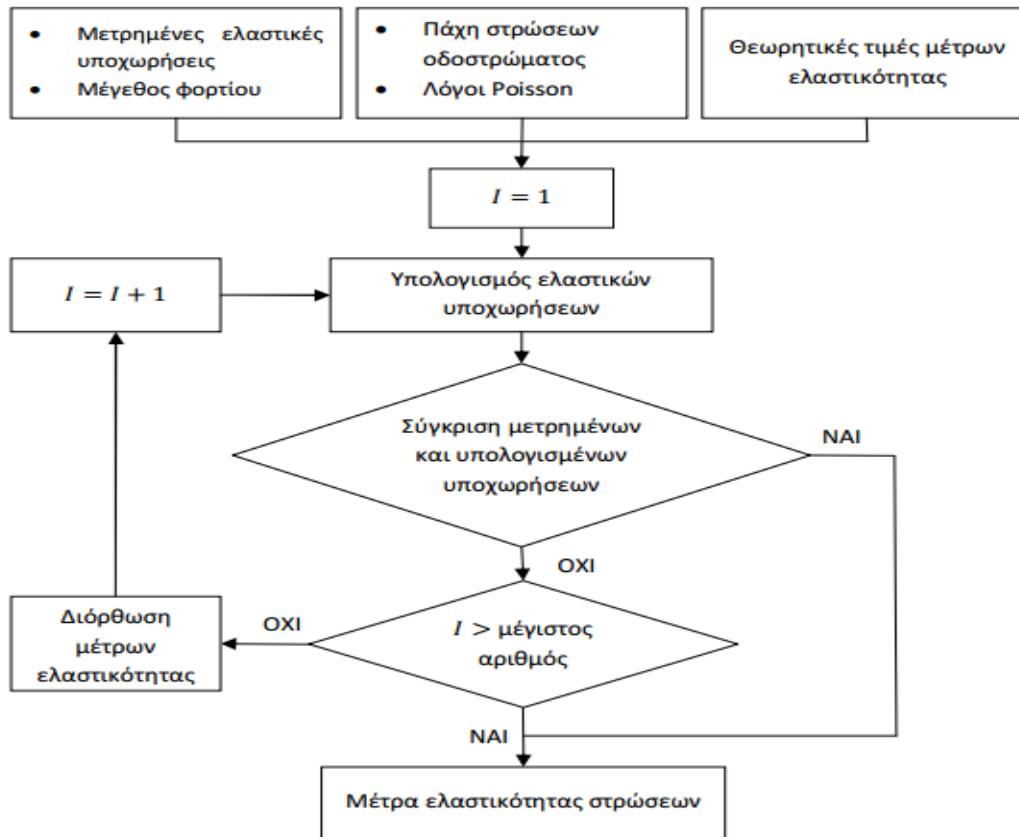 • Μετρημένες ελαστικές
υποχωρήσεις
• Μέγεθος φορτίου
• Πάχη στρώσεων
οδοστρώματος
• Λόγοι Poisson
Θεωρητικές τιμές μέτρων
ελαστικότητας
I = 1
I = I + 1
Υπολογισμός ελαστικών
υποχωρήσεων
Σύγκριση μετρημένων
και υπολογισμένων
υποχωρήσεων
ΝΑΙ
ΟΧΙ
Διόρθωση
μέτρων
ελαστικότητας
ΟΧΙ
I > μέγιστος
αριθμός
ΝΑΙ
Μέτρα ελαστικότητας στρώσεων